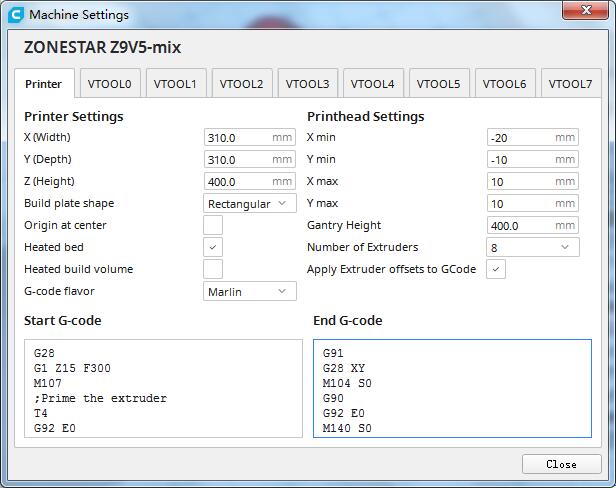 Machine Settings
ZONESTAR Z9V5-mix
Printer VTOOL0 VTOOL1 VTOOL2 VTOOL3 VTOOL4 VTOOL5 VTOOL6 VTOOL7
Printer Settings
X (Width) 310.0 mm
Y (Depth) 310.0 mm
Z (Height) 400.0 mm
Build plate shape Rectangular
Origin at center
Heated bed
Heated build volume
G-code flavor Marlin
Printhead Settings
X min -20 mm
Y min -10 mm
X max 10 mm
Y max 10 mm
Gantry Height 400.0 mm
Number of Extruders 8
Apply Extruder offsets to GCode
Start G-code
G28
G1 Z15 F300
M107
;Prime the extruder
T4
G92 E0
End G-code
G91
G28 XY
M104 S0
G90
G92 E0
M140 S0
Close